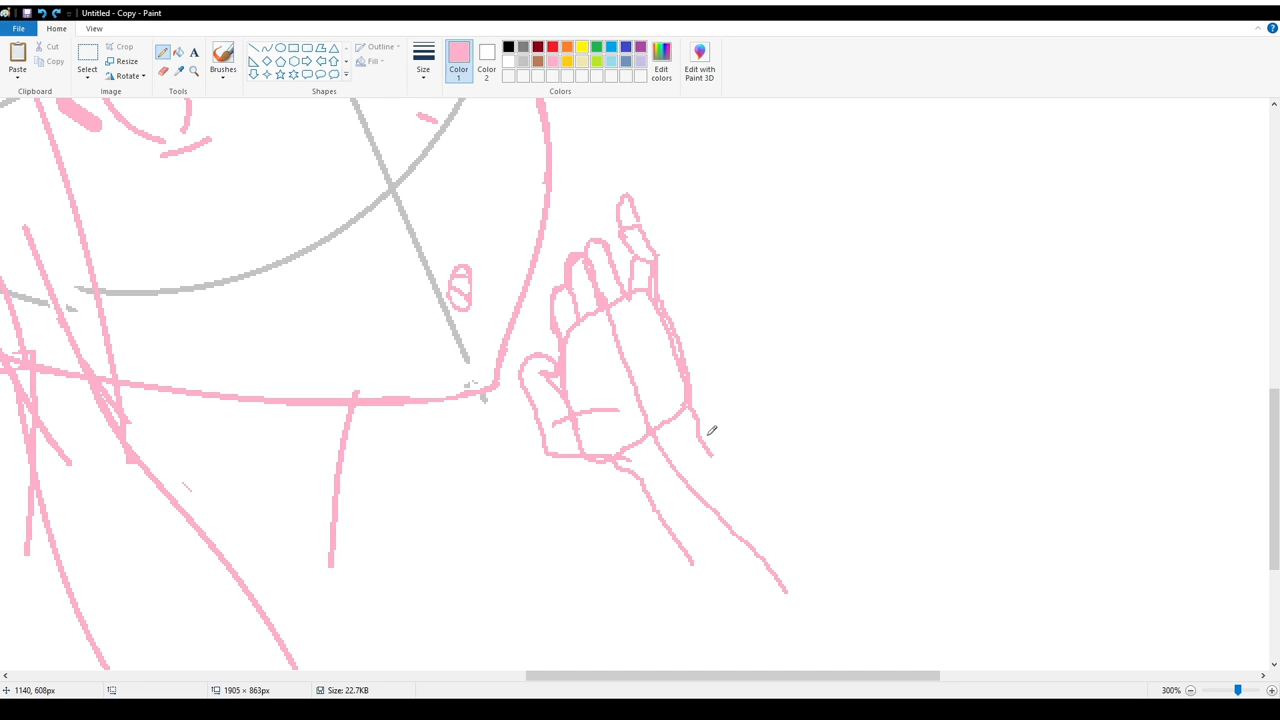 Untitled - Copy - Paint
File Home View
Paste
Cut
Copy
Clipboard
Select
Crop
Resize
Rotate
Image
A
Tools
Brushes
Outline
Fill
Shapes
Size
Color 1
Color 2
Edit colors
Colors
Edit with Paint 3D
1140, 608px
1905 × 863px
Size: 22.7KB
300%